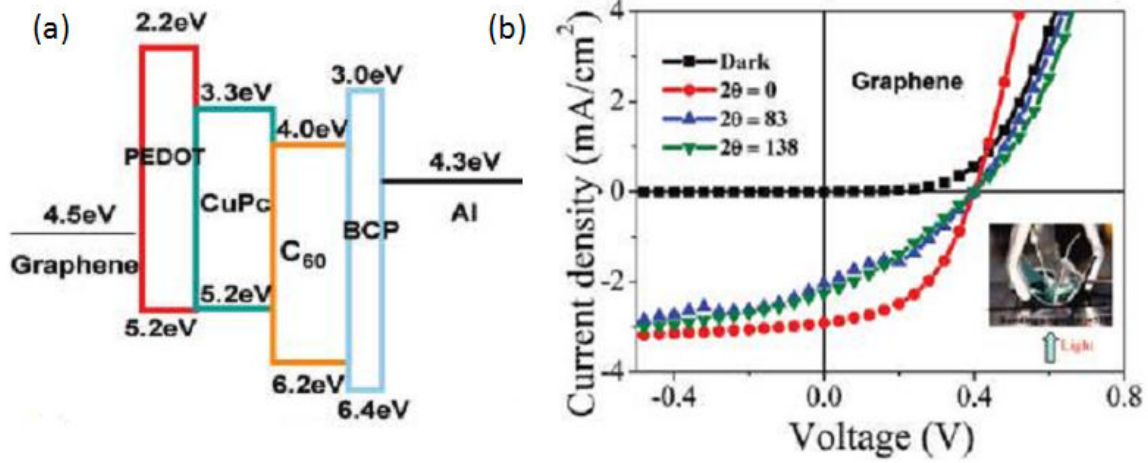 (a)
2.2eV
3.3eV
4.0eV
3.0eV
PEDOT
4.3eV
4.5eV
CuPc
BCP
Al
Graphene
C60
5.2eV
5.2eV
6.2eV
6.4eV
(b)
Current density (mA/cm²)
4
2
0
-2
-4
Dark
2θ = 0
2θ = 83
2θ = 138
Graphene
Light
-0.4
0.0
0.4
0.8
Voltage (V)